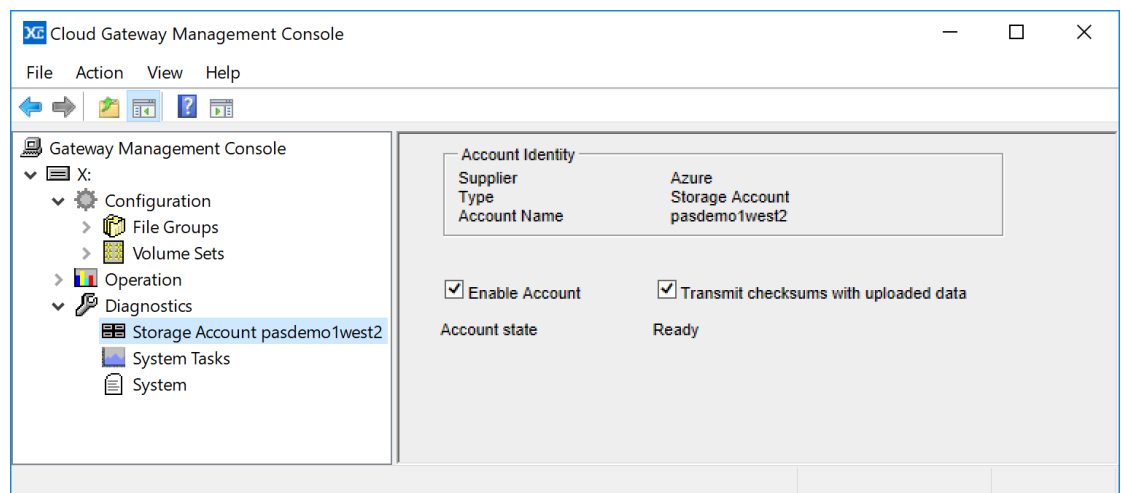 XC Cloud Gateway Management Console
File Action View Help
Gateway Management Console
X:
Configuration
File Groups
Volume Sets
Operation
Diagnostics
Storage Account pasdemo1west2
System Tasks
System
Account Identity
Supplier Azure
Type Storage Account
Account Name pasdemo1west2
Enable Account Transmit checksums with uploaded data
Account state Ready